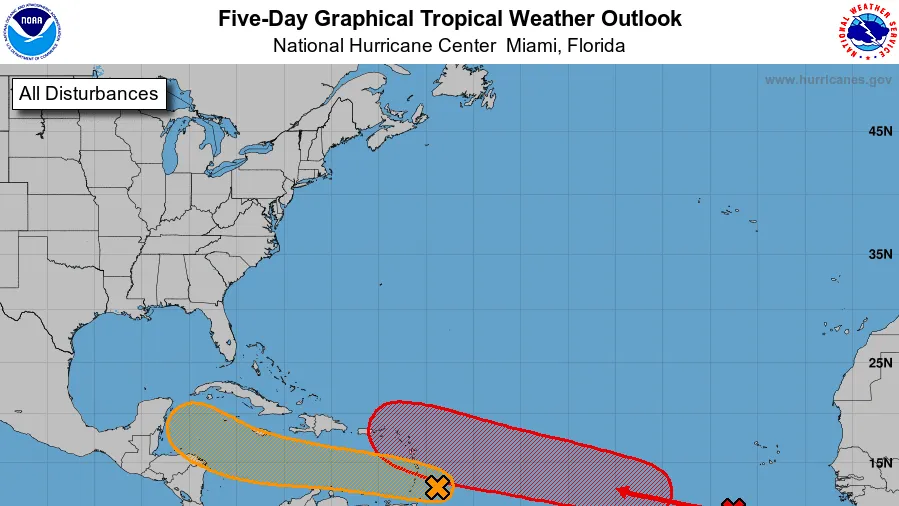 Five-Day Graphical Tropical Weather Outlook
National Hurricane Center Miami, Florida
NOAA
NATIONAL WEATHER SERVICE
All Disturbances
www.hurricanes.gov
45N
35N
25N
15N